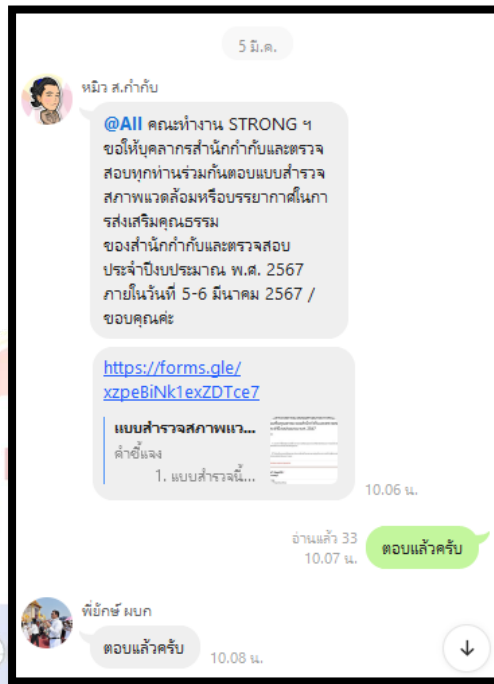 5 มี.ค.
หมิว ส.กำกับ
@All คณะทำงาน STRONG ฯ
ขอให้บุคลากรสำนักกำกับและตรวจ
สอบทุกท่านร่วมกันตอบแบบสำรวจ
สภาพแวดล้อมหรือบรรยากาศในกา
รส่งเสริมคุณธรรม
ของสำนักกำกับและตรวจสอบ
ประจำปีงบประมาณ พ.ศ. 2567
ภายในวันที่ 5-6 มีนาคม 2567 /
ขอบคุณค่ะ
https://forms.gle/
xzpeBiNk1exZDTce7
แบบสำรวจสภาพแว...
คำชี้แจง
1. แบบสำรวจนี้...
10.06 น.
อ่านแล้ว 33
10.07 น.
ตอบแล้วครับ
พี่ยักษ์ ผบก
ตอบแล้วครับ
10.08 น.